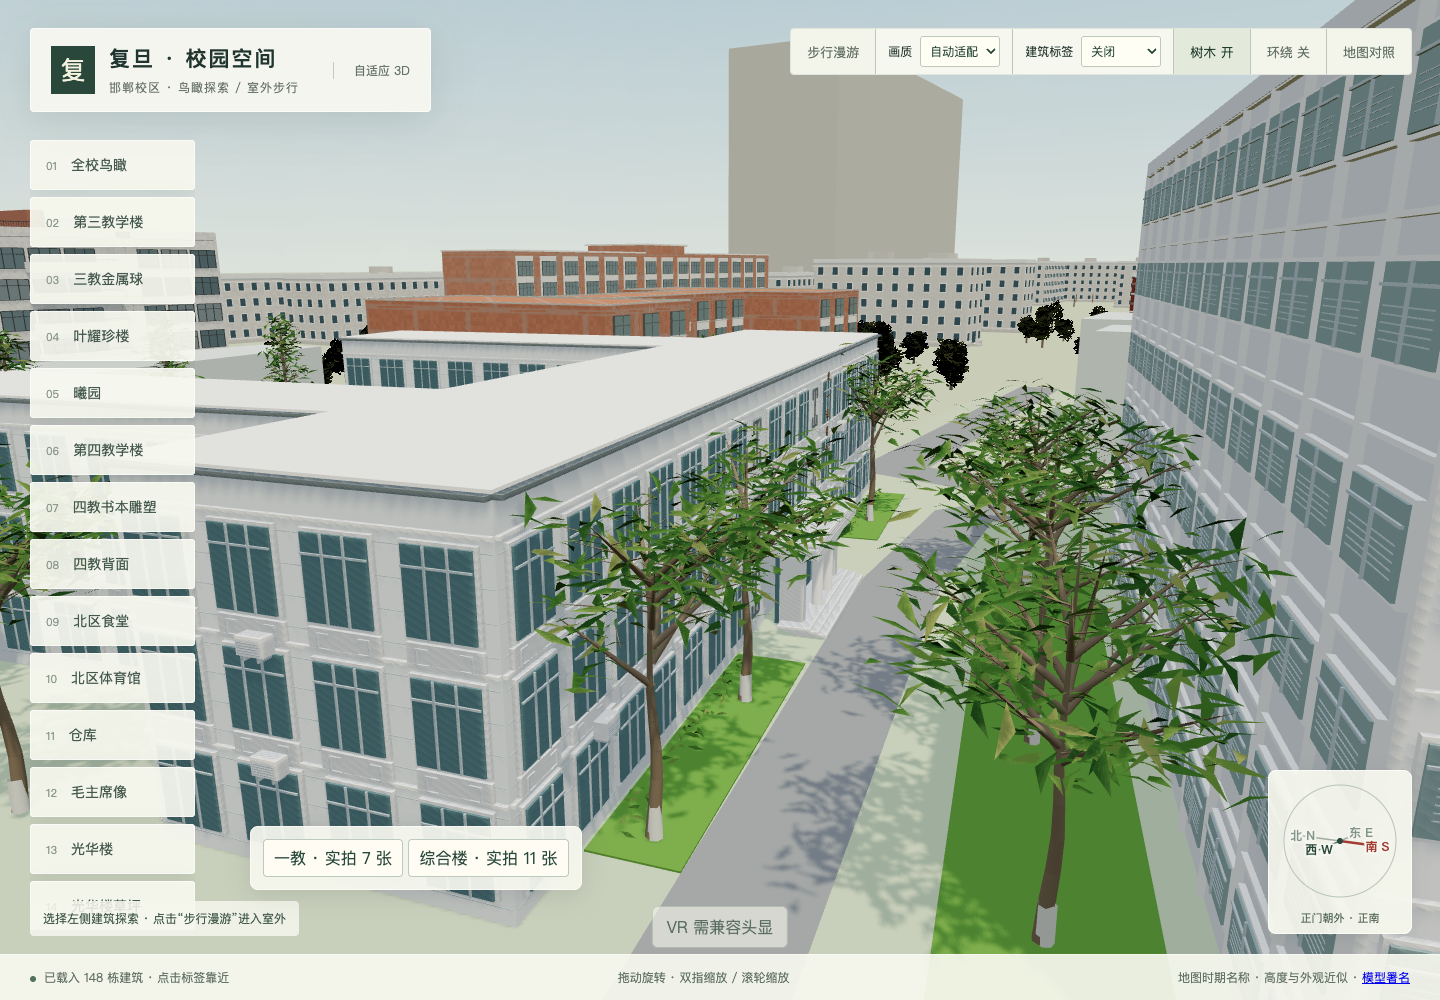 复
复旦 · 校园空间
邯郸校区 · 鸟瞰探索 / 室外步行
自适应 3D
步行漫游
画质
自动适配
建筑标签
关闭
树木 开
环绕 关
地图对照
01 全校鸟瞰
02 第三教学楼
03 三教金属球
04 叶耀珍楼
05 曦园
06 第四教学楼
07 四教书本雕塑
08 四教背面
09 北区食堂
10 北区体育馆
11 仓库
12 毛主席像
13 光华楼
14 光华楼草坪
选择左侧建筑探索 · 点击“步行漫游”进入室外
一教 · 实拍 7 张
综合楼 · 实拍 11 张
VR 需兼容头显
北·N
东 E
西·W
南 S
正门朝外 · 正南
已载入 148 栋建筑 · 点击标签靠近
拖动旋转 · 双指缩放 / 滚轮缩放
地图时期名称 · 高度与外观近似 · 模型署名